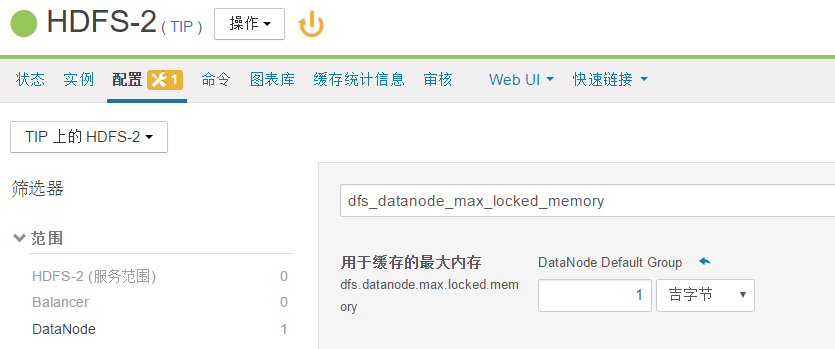 HDFS-2 ( TIP ) 操作
状态 实例 配置 1 命令 图表库 缓存统计信息 审核 Web UI 快速链接
TIP 上的 HDFS-2
筛选器
dfs_datanode_max_locked_memory
范围
HDFS-2 (服务范围) 0
Balancer 0
DataNode 1
用于缓存的最大内存
dfs.datanode.max.locked.mem
ory
DataNode Default Group
1 吉字节